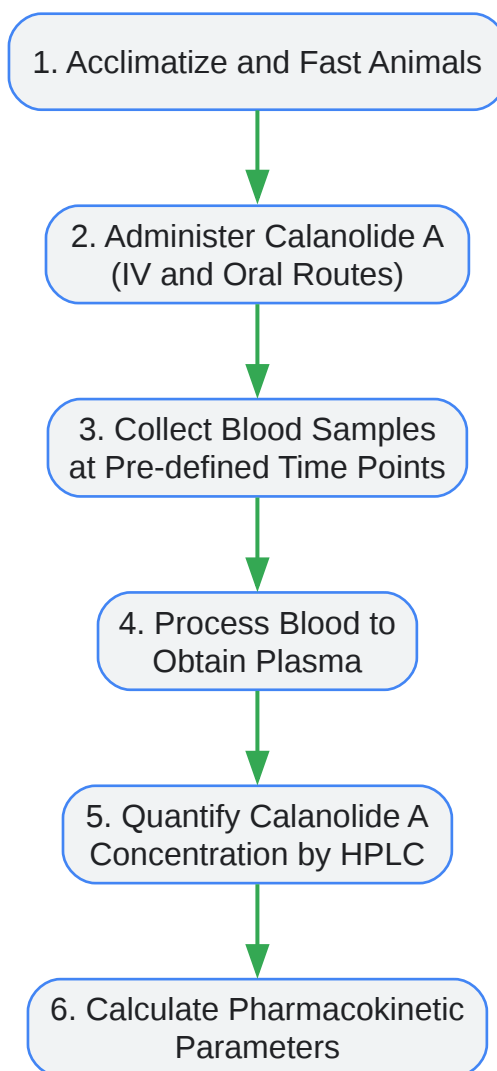 1. Acclimatize and Fast Animals
2. Administer Calanolide A
(IV and Oral Routes)
3. Collect Blood Samples
at Pre-defined Time Points
4. Process Blood to
Obtain Plasma
5. Quantify Calanolide A
Concentration by HPLC
6. Calculate Pharmacokinetic
Parameters